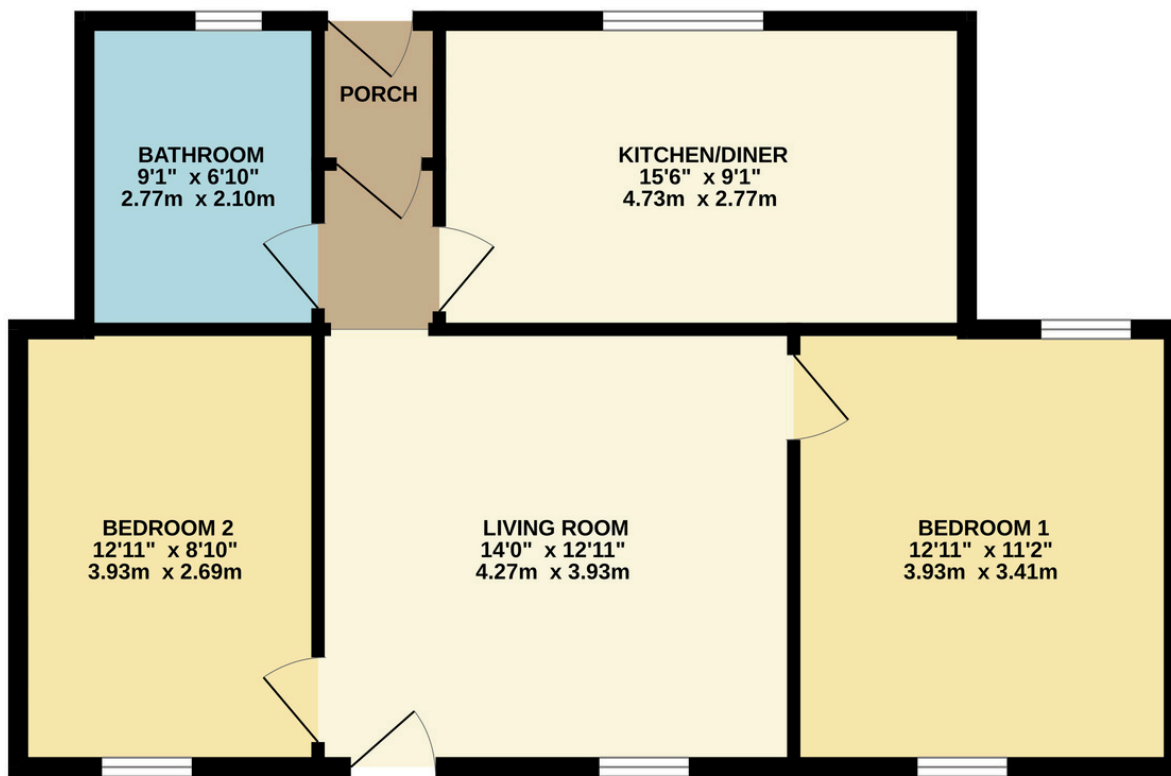 PORCH
BATHROOM
9'1" x 6'10"
2.77m x 2.10m
KITCHEN/DINER
15'6" x 9'1"
4.73m x 2.77m
BEDROOM 2
12'11" x 8'10"
3.93m x 2.69m
LIVING ROOM
14'0" x 12'11"
4.27m x 3.93m
BEDROOM 1
12'11" x 11'2"
3.93m x 3.41m